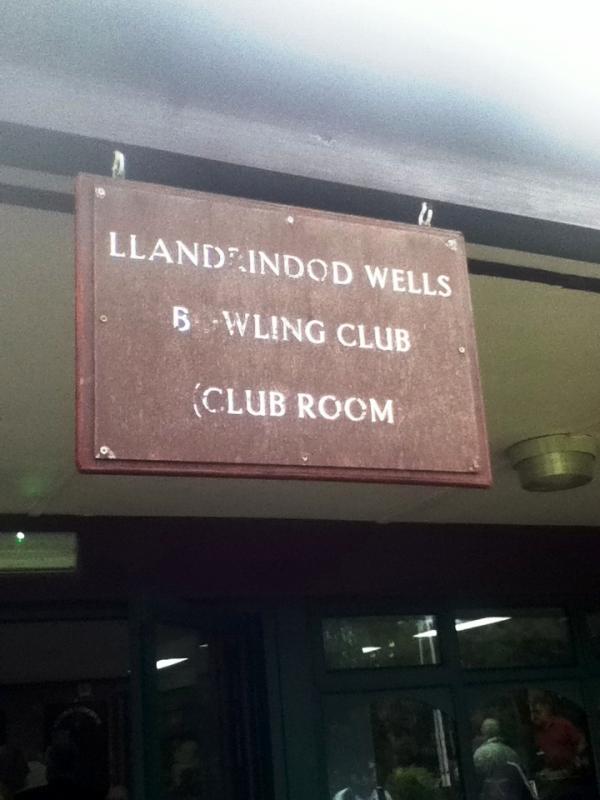 LLANDRINDOD WELLS
BOWLING CLUB
(CLUB ROOM